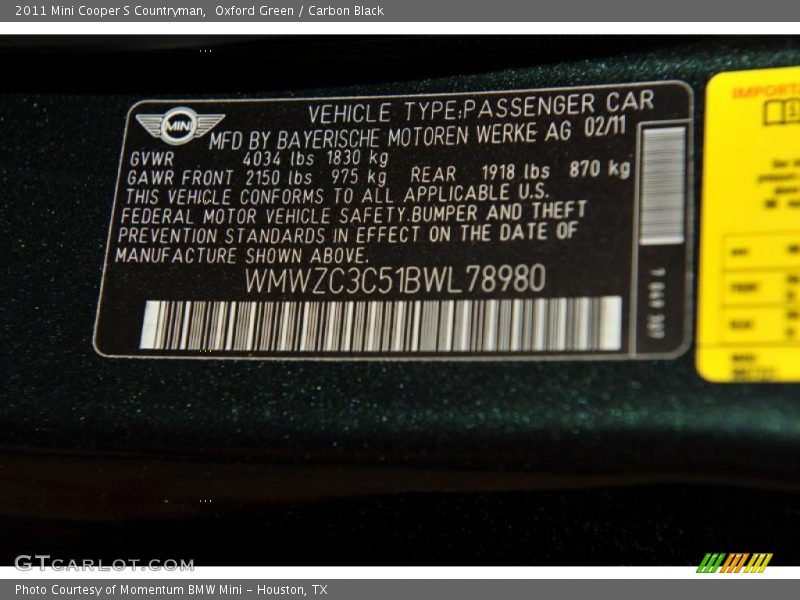 2011 Mini Cooper S Countryman, Oxford Green / Carbon Black
VEHICLE TYPE:PASSENGER CAR
MINI
MFD BY BAYERISCHE MOTOREN WERKE AG 02/11
GVWR 4034 lbs 1830 kg
GAWR FRONT 2150 lbs 975 kg REAR 1918 lbs 870 kg
THIS VEHICLE CONFORMS TO ALL APPLICABLE U.S.
FEDERAL MOTOR VEHICLE SAFETY.BUMPER AND THEFT
PREVENTION STANDARDS IN EFFECT ON THE DATE OF
MANUFACTURE SHOWN ABOVE.
WMWZC3C51BWL78980
GTCARLOT.COM
Photo Courtesy of Momentum BMW Mini - Houston, TX